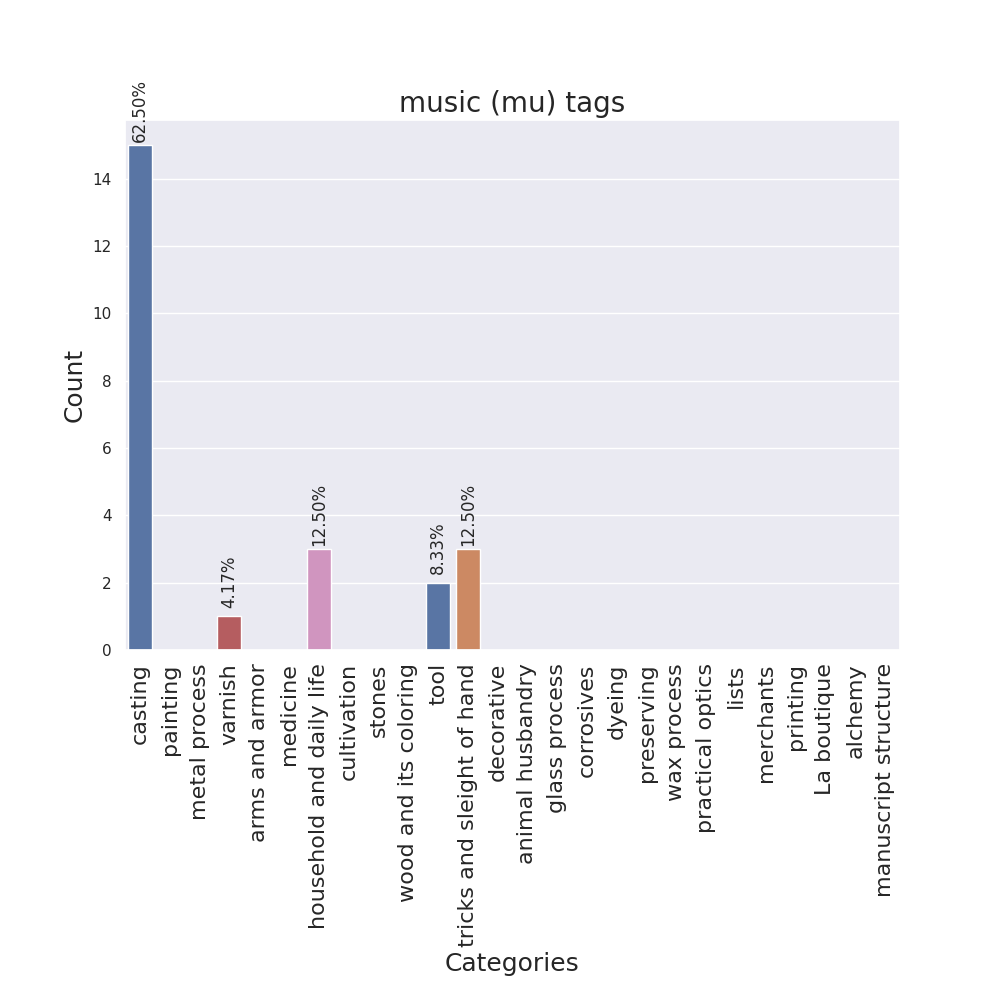 music (mu) tags
62.50%
4.17%
12.50%
8.33%
12.50%
Count
14
12
10
8
6
4
2
0
casting
painting
metal process
varnish
arms and armor
medicine
household and daily life
cultivation
stones
wood and its coloring
tool
tricks and sleight of hand
decorative
animal husbandry
glass process
corrosives
dyeing
preserving
wax process
practical optics
lists
merchants
printing
La boutique
alchemy
manuscript structure
Categories